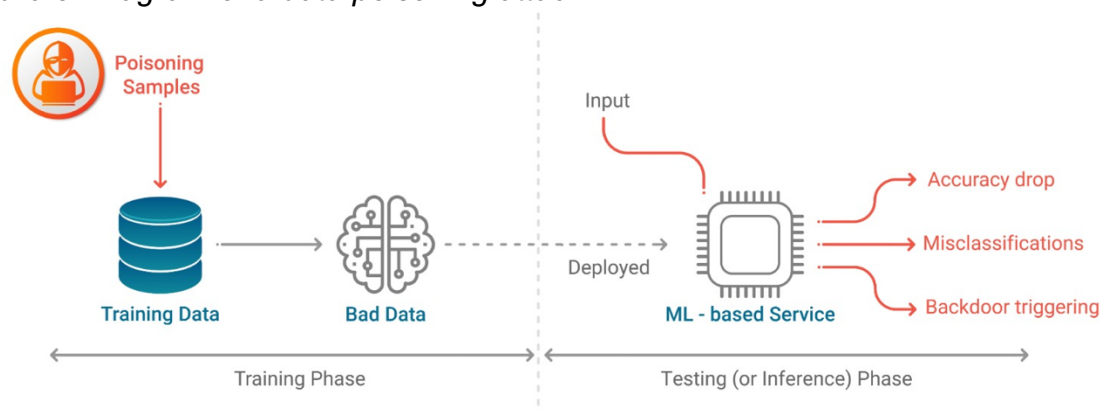 Poisoning
Samples
Input
Accuracy drop
Misclassifications
Deployed
Backdoor triggering
Training Data
Bad Data
ML - based Service
Training Phase
Testing (or Inference) Phase